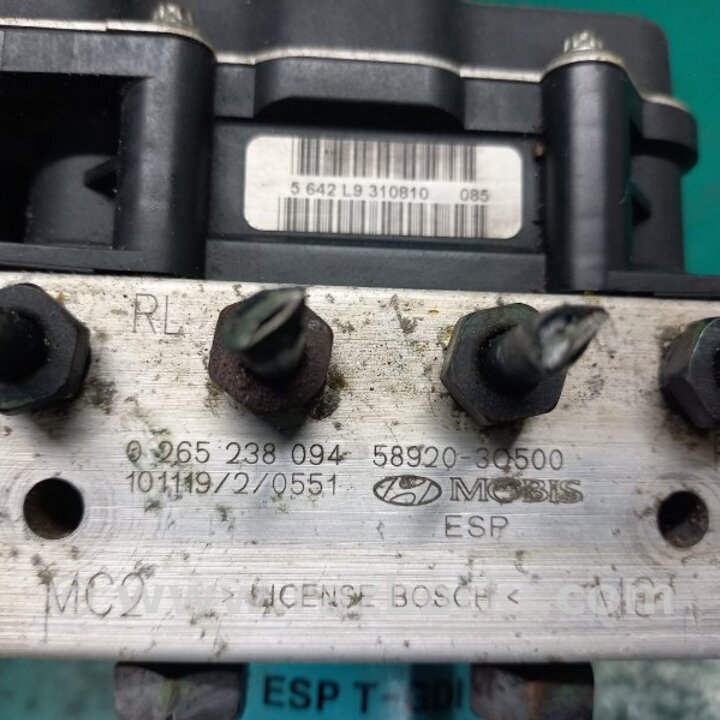 5 642 L9 310810 085
RL
0 265 238 094 58920-3Q500
101119/2/0551 MOBIS
ESP
MC2
> LICENSE BOSCH <
ESP T-GDI